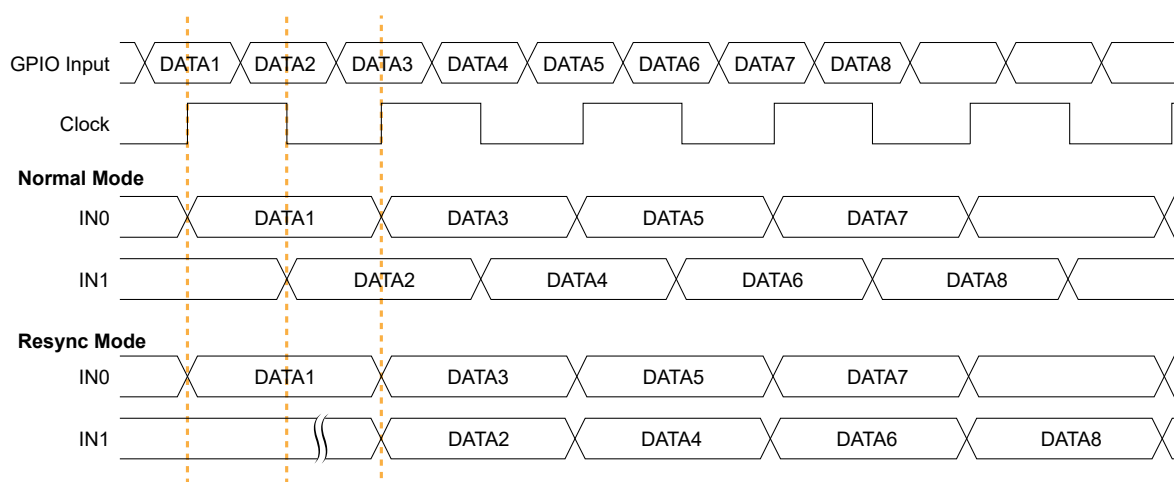 GPIO Input DATA1 DATA2 DATA3 DATA4 DATA5 DATA6 DATA7 DATA8
Clock
Normal Mode
IN0 DATA1 DATA3 DATA5 DATA7
IN1 DATA2 DATA4 DATA6 DATA8
Resync Mode
IN0 DATA1 DATA3 DATA5 DATA7
IN1 DATA2 DATA4 DATA6 DATA8